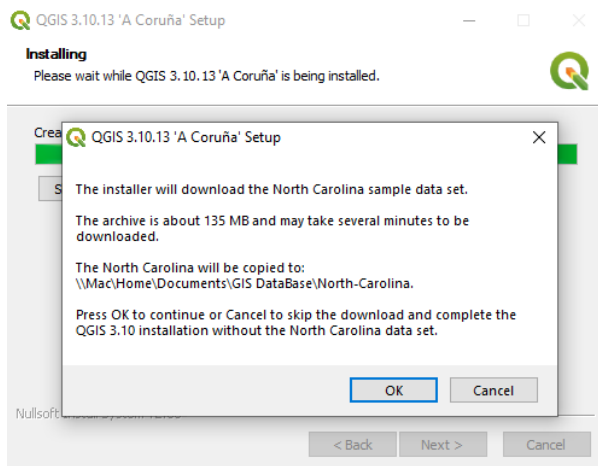 QGIS 3.10.13 'A Coruña' Setup
Installing
Please wait while QGIS 3.10.13 'A Coruña' is being installed.
Crea
QGIS 3.10.13 'A Coruña' Setup
S
The installer will download the North Carolina sample data set.
The archive is about 135 MB and may take several minutes to be
downloaded.
The North Carolina will be copied to:
\\Mac\Home\Documents\GIS DataBase\North-Carolina.
Press OK to continue or Cancel to skip the download and complete the
QGIS 3.10 installation without the North Carolina data set.
OK Cancel
Nullsoft
< Back Next > Cancel